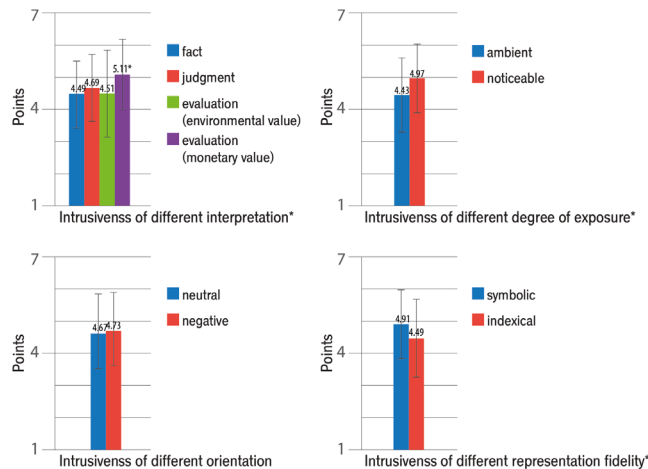 7
4
1
Points
4.49
4.69
4.51
5.11*
fact
judgment
evaluation
(environmental value)
evaluation
(monetary value)
Intrusivenss of different interpretation*
7
4
1
Points
4.43
4.97
ambient
noticeable
Intrusivenss of different degree of exposure*
7
4
1
Points
4.67
4.73
neutral
negative
Intrusivenss of different orientation
7
4
1
Points
4.91
4.49
symbolic
indexical
Intrusivenss of different representation fidelity*